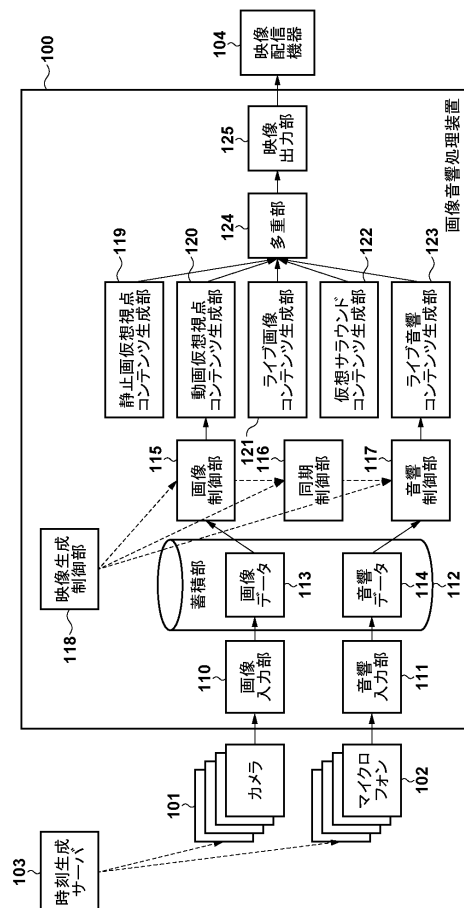 103
時刻生成
サーバ
101
カメラ
マイクロ
フォン
102
118
映像生成
制御部
110
画像
入力部
音響
入力部
111
蓄積部
画像
データ
113
音響
データ
114
112
115
画像
制御部
116
同期
制御部
117
音響
制御部
119
静止画仮想視点
コンテンツ生成部
120
動画仮想視点
コンテンツ生成部
121
ライブ画像
コンテンツ生成部
122
仮想サラウンド
コンテンツ生成部
123
ライブ音響
コンテンツ生成部
124
多重部
125
映像
出力部
画像音響処理装置
100
104
映像
配信
機器